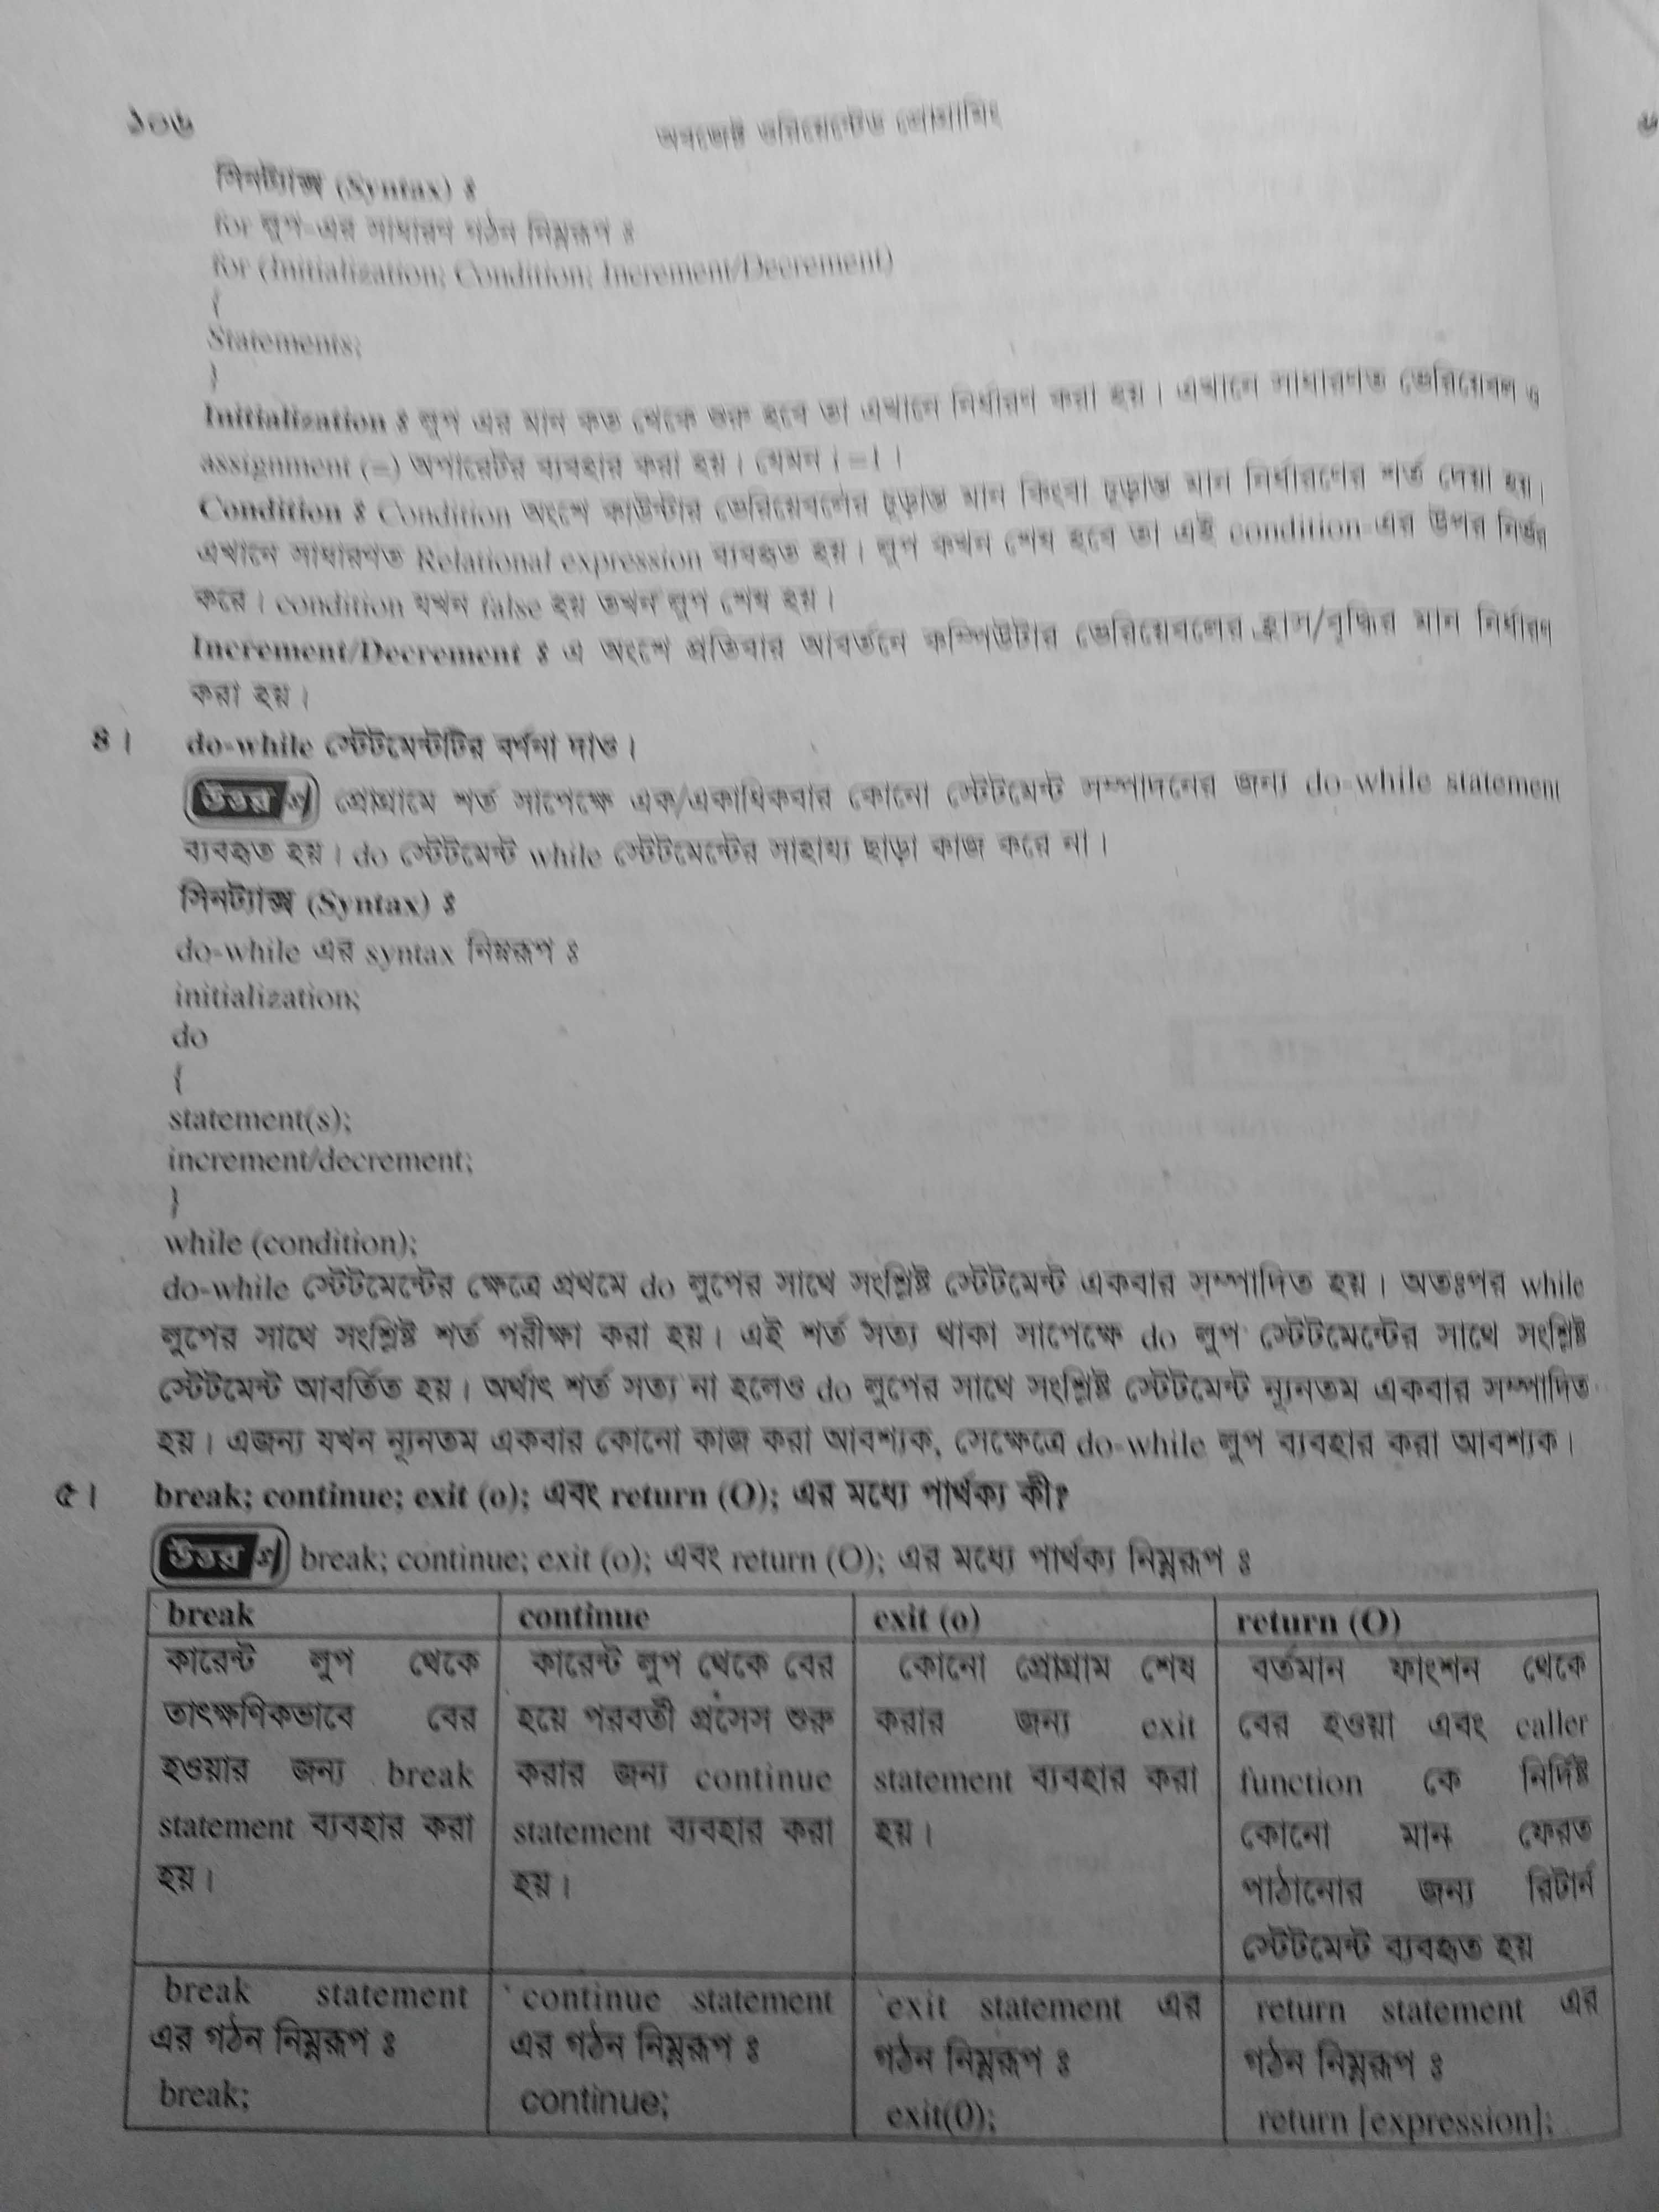 ১০৬
অবজেক্ট ওরিয়েন্টেড প্রোগ্রামিং
সিনট্যাক্স (Syntax) ঃ
for লুপ-এর সাধারণ গঠন নিম্নরূপ ঃ
for (Initialization; Condition; Increment/Decrement)
{
Statements;
}
Initialization ঃ লুপ এর মান কত থেকে শুরু হবে তা এখানে নির্ধারণ করা হয়। এখানে সাধারণত ভেরিয়েবল ও
assignment (=) অপারেটর ব্যবহার করা হয়। যেমন i=1।
Condition ঃ Condition অংশে কাউন্টার ভেরিয়েবলের চূড়ান্ত মান কিংবা চূড়ান্ত মান নির্ধারণের শর্ত দেয়া হয়।
এখানে সাধারণত Relational expression ব্যবহৃত হয়। লুপ কখন শেষ হবে তা এই condition-এর উপর নির্ভর
করে। condition যখন false হয় তখন লুপ শেষ হয়।
Increment/Decrement ঃ এ অংশে প্রতিবার আবর্তনে কম্পিউটার ভেরিয়েবলের হ্রাস/বৃদ্ধির মান নির্ধারণ
করা হয়।
৪। do-while স্টেটমেন্টটির বর্ণনা দাও।
উত্তর ঃ প্রোগ্রামে শর্ত সাপেক্ষে এক/একাধিকবার কোনো স্টেটমেন্ট সম্পাদনের জন্য do-while statement
ব্যবহৃত হয়। do স্টেটমেন্ট while স্টেটমেন্টের সাহায্য ছাড়া কাজ করে না।
সিনট্যাক্স (Syntax) ঃ
do-while এর syntax নিম্নরূপ ঃ
initialization;
do
{
statement(s);
increment/decrement;
}
while (condition);
do-while স্টেটমেন্টের ক্ষেত্রে প্রথমে do লুপের সাথে সংশ্লিষ্ট স্টেটমেন্ট একবার সম্পাদিত হয়। অতঃপর while
লুপের সাথে সংশ্লিষ্ট শর্ত পরীক্ষা করা হয়। এই শর্ত সত্য থাকা সাপেক্ষে do লুপ স্টেটমেন্টের সাথে সংশ্লিষ্ট
স্টেটমেন্ট আবর্তিত হয়। অর্থাৎ শর্ত সত্য না হলেও do লুপের সাথে সংশ্লিষ্ট স্টেটমেন্ট ন্যূনতম একবার সম্পাদিত
হয়। এজন্য যখন ন্যূনতম একবার কোনো কাজ করা আবশ্যক, সেক্ষেত্রে do-while লুপ ব্যবহার করা আবশ্যক।
৫। break; continue; exit (o); এবং return (O); এর মধ্যে পার্থক্য কী?
উত্তর ঃ break; continue; exit (o); এবং return (O); এর মধ্যে পার্থক্য নিম্নরূপ ঃ
break
continue
exit (o)
return (O)
কারেন্ট লুপ থেকে
তাৎক্ষণিকভাবে বের
হওয়ার জন্য break
statement ব্যবহার করা
হয়।
কারেন্ট লুপ থেকে বের
হয়ে পরবর্তী প্রসেস শুরু
করার জন্য continue
statement ব্যবহার করা
হয়।
কোনো প্রোগ্রাম শেষ
করার জন্য exit
statement ব্যবহার করা
হয়।
বর্তমান ফাংশন থেকে
বের হওয়া এবং caller
function কে নির্দিষ্ট
কোনো মান ফেরত
পাঠানোর জন্য রিটার্ন
স্টেটমেন্ট ব্যবহৃত হয়
break statement
এর গঠন নিম্নরূপ ঃ
break;
continue statement
এর গঠন নিম্নরূপ ঃ
continue;
exit statement এর
গঠন নিম্নরূপ ঃ
exit(0);
return statement এর
গঠন নিম্নরূপ ঃ
return [expression];